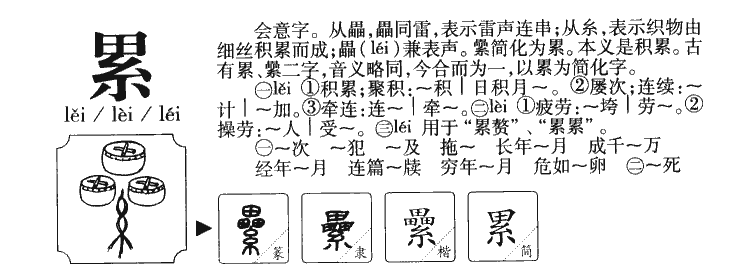 累
lěi / lèi / léi
会意字。从畾,畾同雷,表示雷声连串;从糸,表示织物由
细丝积累而成;畾(léi)兼表声。纍简化为累。本义是积累。古
有累、纍二字,音义略同,今合而为一,以累为简化字。
㊀lěi ①积累;聚积:~积|日积月~。②屡次;连续:~
计|~加。③牵连:连~|牵~。㊁lèi ①疲劳:~垮|劳~。②
操劳:~人|受~。㊂léi 用于“累赘”、“累累”。
㊀~次 ~犯 ~及 拖~ 长年~月 成千~万
经年~月 连篇~牍 穷年~月 危如~卵 ㊁~死
纍 篆
纍 隶
纍 楷
累 简